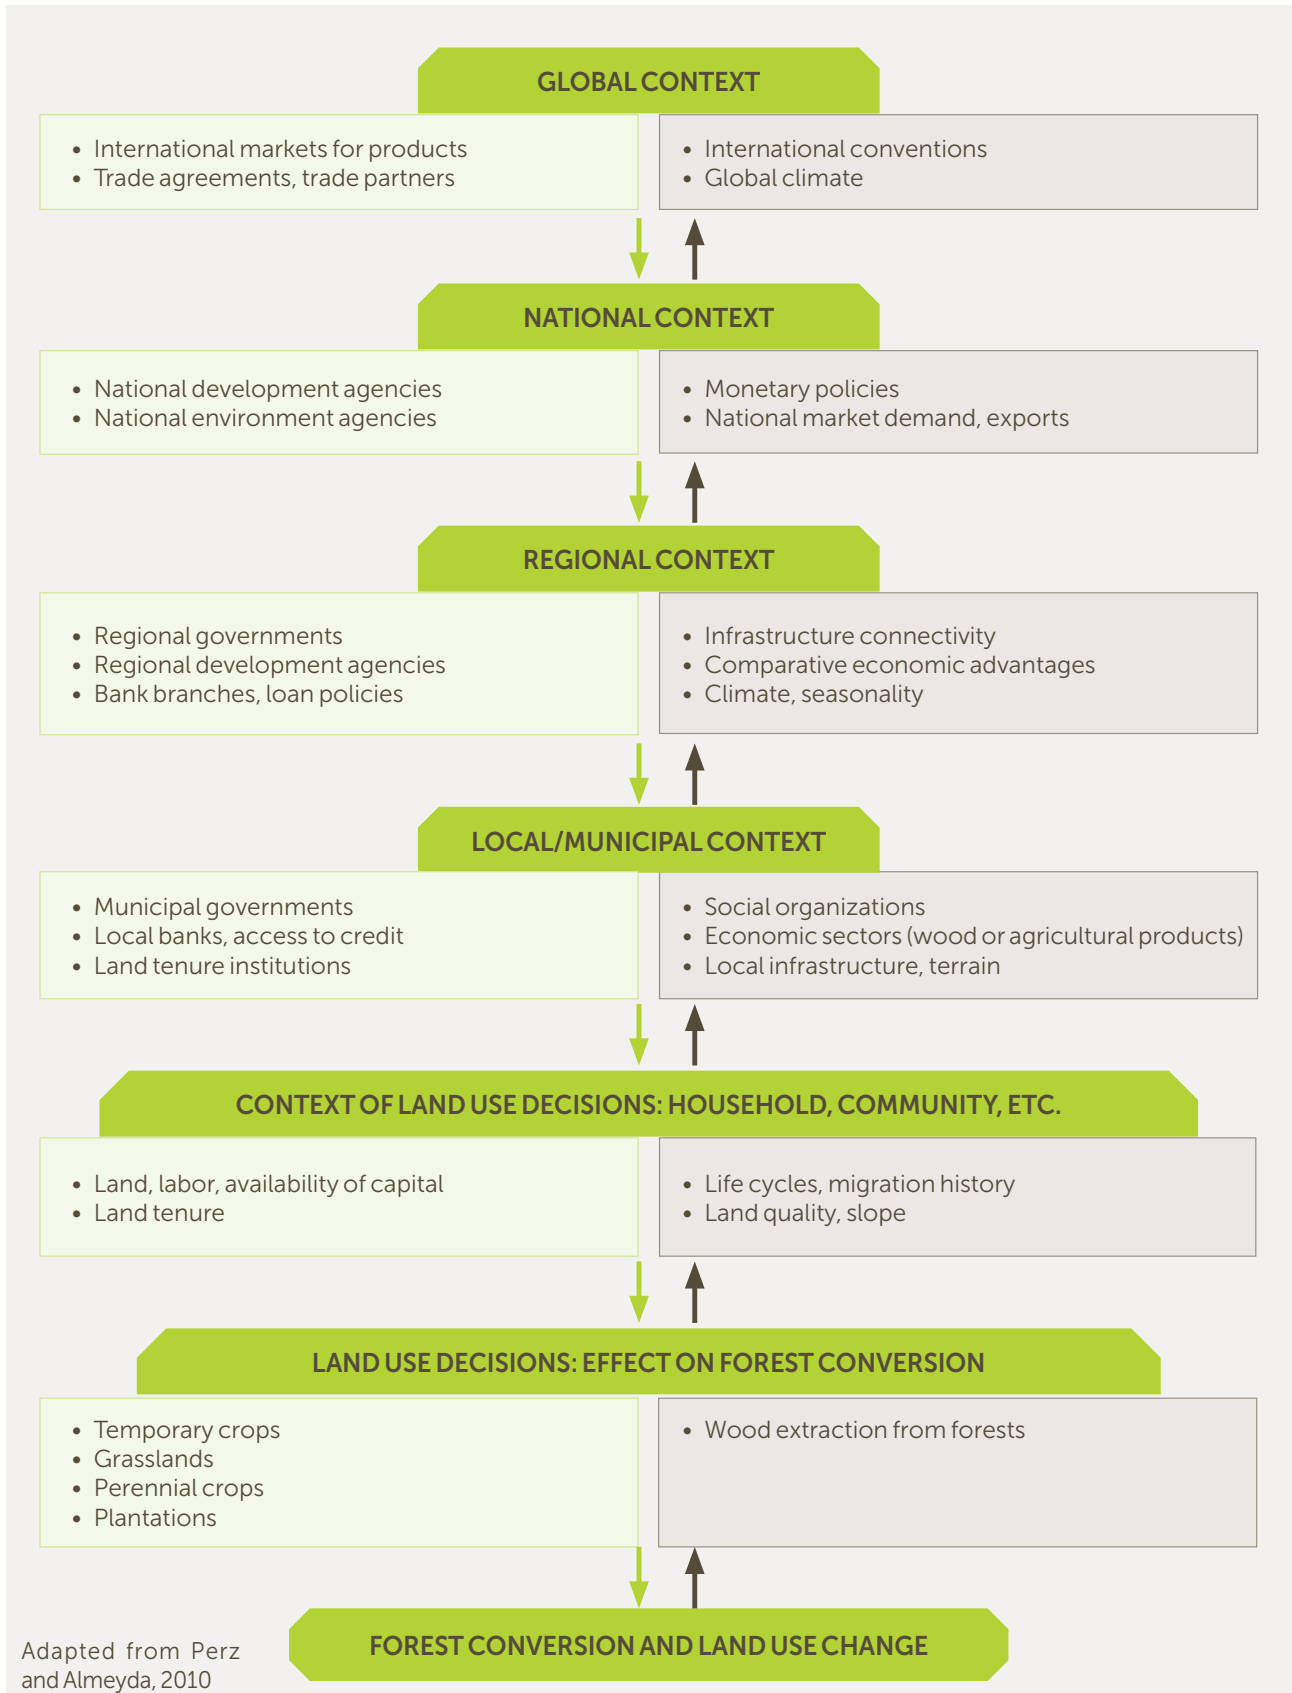 GLOBAL CONTEXT
• International markets for products
• Trade agreements, trade partners
• International conventions
• Global climate
NATIONAL CONTEXT
• National development agencies
• National environment agencies
• Monetary policies
• National market demand, exports
REGIONAL CONTEXT
• Regional governments
• Regional development agencies
• Bank branches, loan policies
• Infrastructure connectivity
• Comparative economic advantages
• Climate, seasonality
LOCAL/MUNICIPAL CONTEXT
• Municipal governments
• Local banks, access to credit
• Land tenure institutions
• Social organizations
• Economic sectors (wood or agricultural products)
• Local infrastructure, terrain
CONTEXT OF LAND USE DECISIONS: HOUSEHOLD, COMMUNITY, ETC.
• Land, labor, availability of capital
• Land tenure
• Life cycles, migration history
• Land quality, slope
LAND USE DECISIONS: EFFECT ON FOREST CONVERSION
• Temporary crops
• Grasslands
• Perennial crops
• Plantations
• Wood extraction from forests
FOREST CONVERSION AND LAND USE CHANGE
Adapted from Perz
and Almeyda, 2010